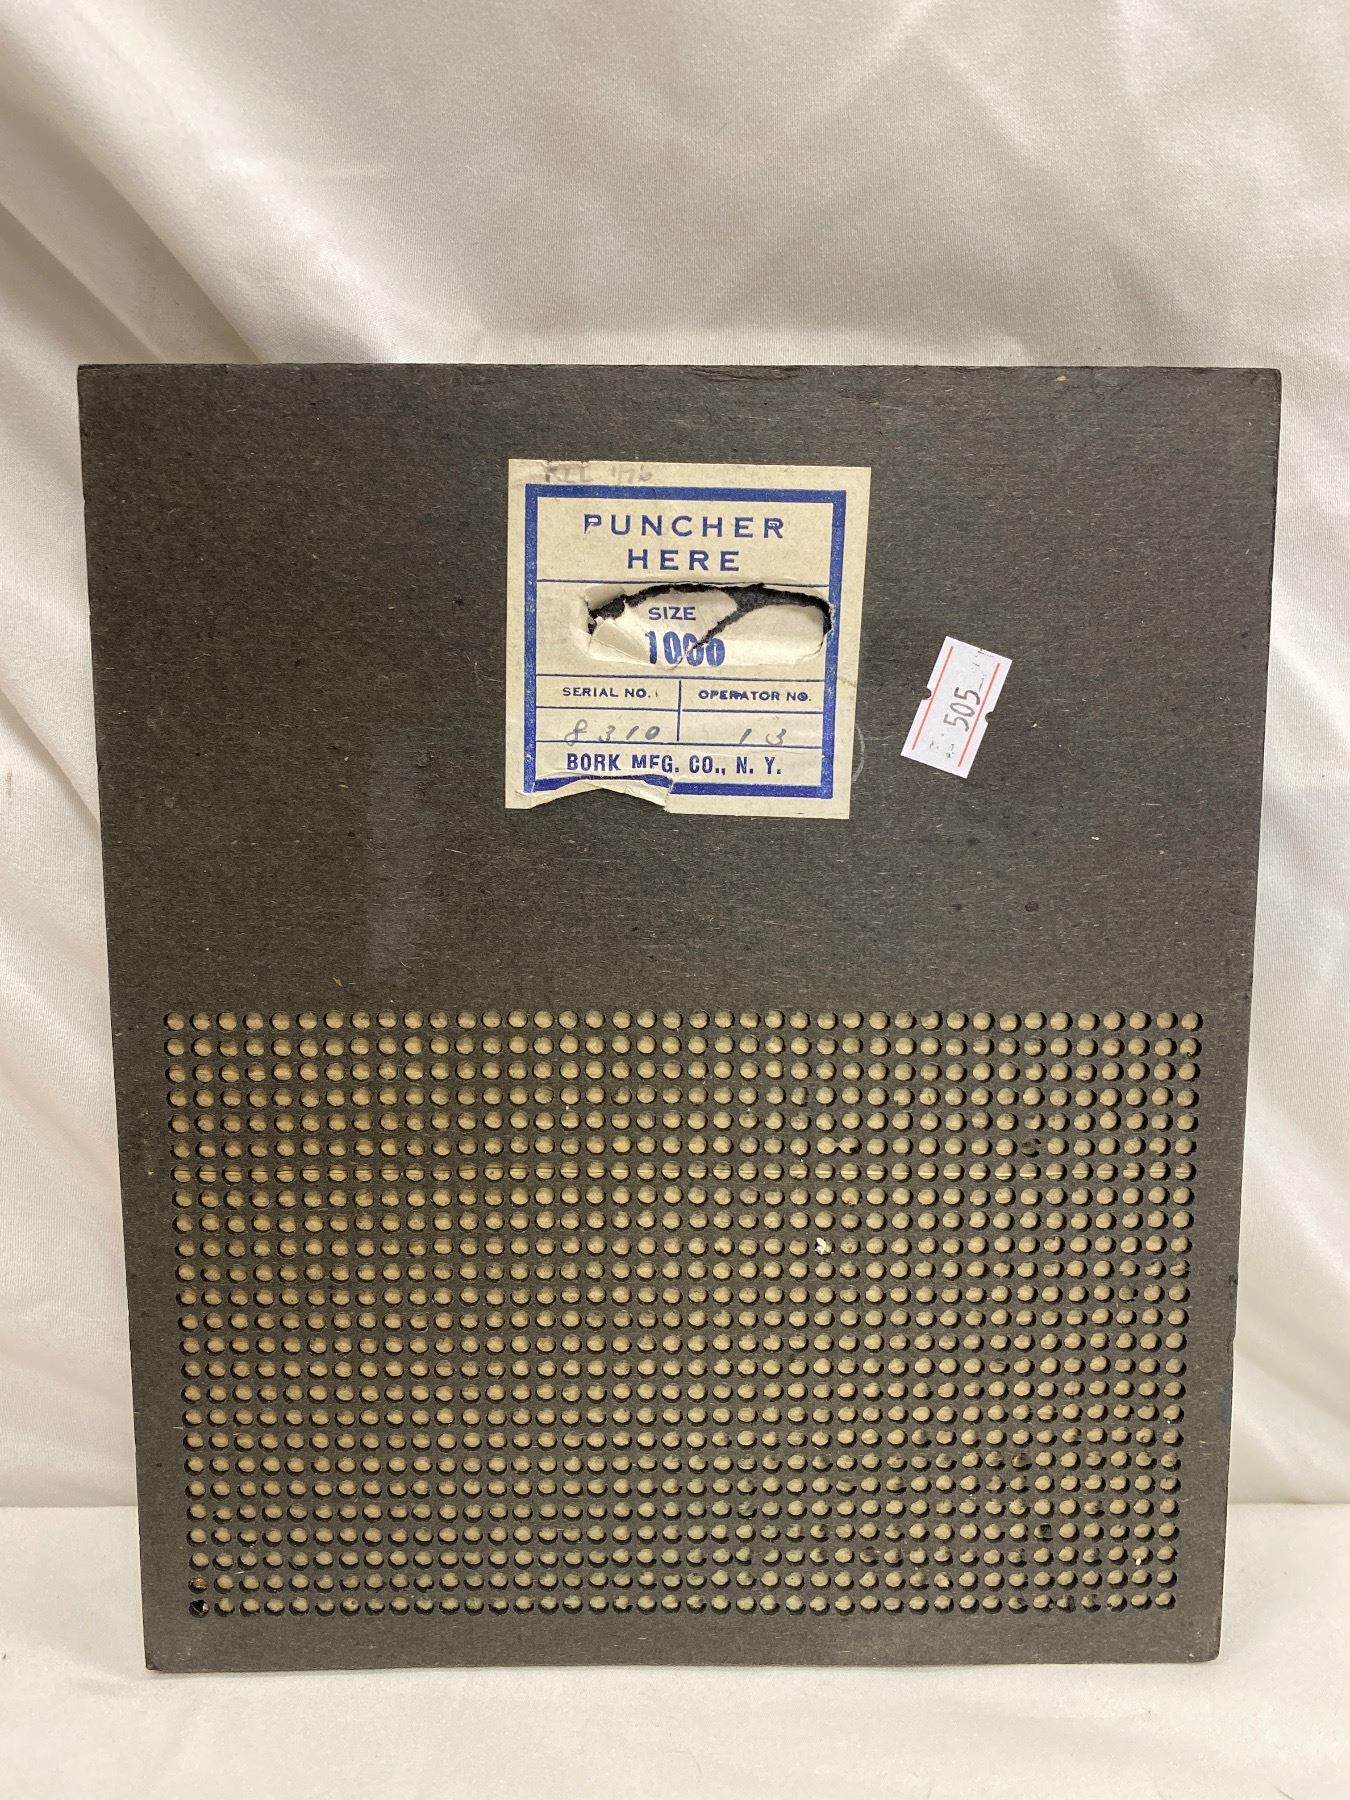 PUNCHER
HERE
SIZE
1000
SERIAL NO.
OPERATOR NO.
8310
13
BORK MFG. CO., N. Y.
505